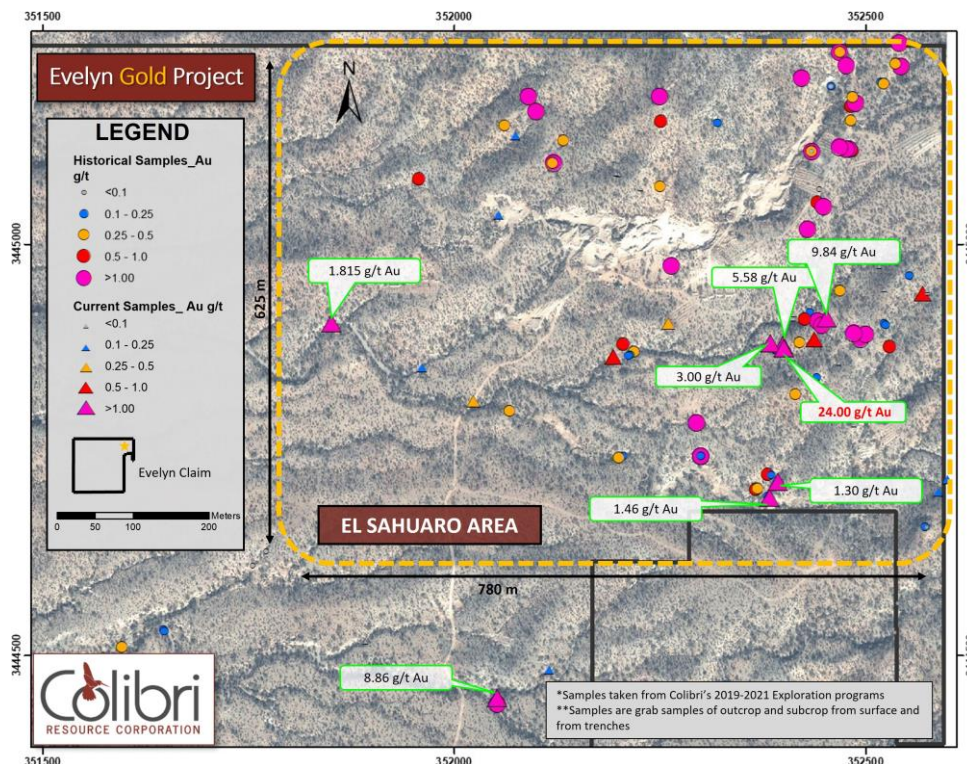 351500
352000
352500
Evelyn Gold Project
N
LEGEND
Historical Samples_Au
g/t
<0.1
0.1 - 0.25
0.25 - 0.5
0.5 - 1.0
>1.00
Current Samples_ Au g/t
<0.1
0.1 - 0.25
0.25 - 0.5
0.5 - 1.0
>1.00
Evelyn Claim
0 50 100 150 200
Meters
3445000
625 m
1.815 g/t Au
9.84 g/t Au
5.58 g/t Au
3.00 g/t Au
24.00 g/t Au
1.30 g/t Au
1.46 g/t Au
EL SAHUARO AREA
780 m
3444500
8.86 g/t Au
Colibri
RESOURCE CORPORATION
*Samples taken from Colibri's 2019-2021 Exploration programs
**Samples are grab samples of outcrop and subcrop from surface and
from trenches
351500
352000
352500